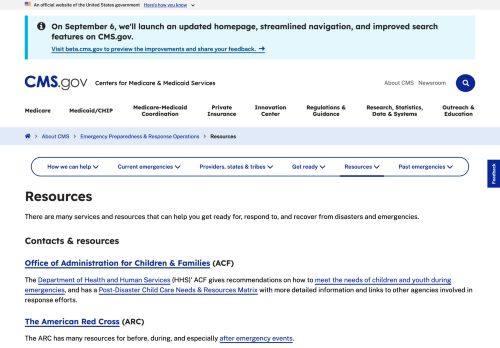 An official website of the United States government Here's how you know
On September 6, we'll launch an updated homepage, streamlined navigation, and improved search
features on CMS.gov.
Visit beta.cms.gov to preview the improvements and share your feedback.
CMS.gov Centers for Medicare & Medicaid Services
About CMS Newsroom
Medicare Medicaid/CHIP Medicare-Medicaid Coordination Private Insurance Innovation Center Regulations & Guidance Research, Statistics, Data & Systems Outreach & Education
About CMS Emergency Preparedness & Response Operations Resources
How we can help Current emergencies Providers, states & tribes Get ready Resources Past emergencies
Feedback
Resources
There are many services and resources that can help you get ready for, respond to, and recover from disasters and emergencies.
Contacts & resources
Office of Administration for Children & Families (ACF)
The Department of Health and Human Services (HHS)' ACF gives recommendations on how to meet the needs of children and youth during
emergencies, and has a Post-Disaster Child Care Needs & Resources Matrix with more detailed information and links to other agencies involved in
response efforts.
The American Red Cross (ARC)
The ARC has many resources for before, during, and especially after emergency events.